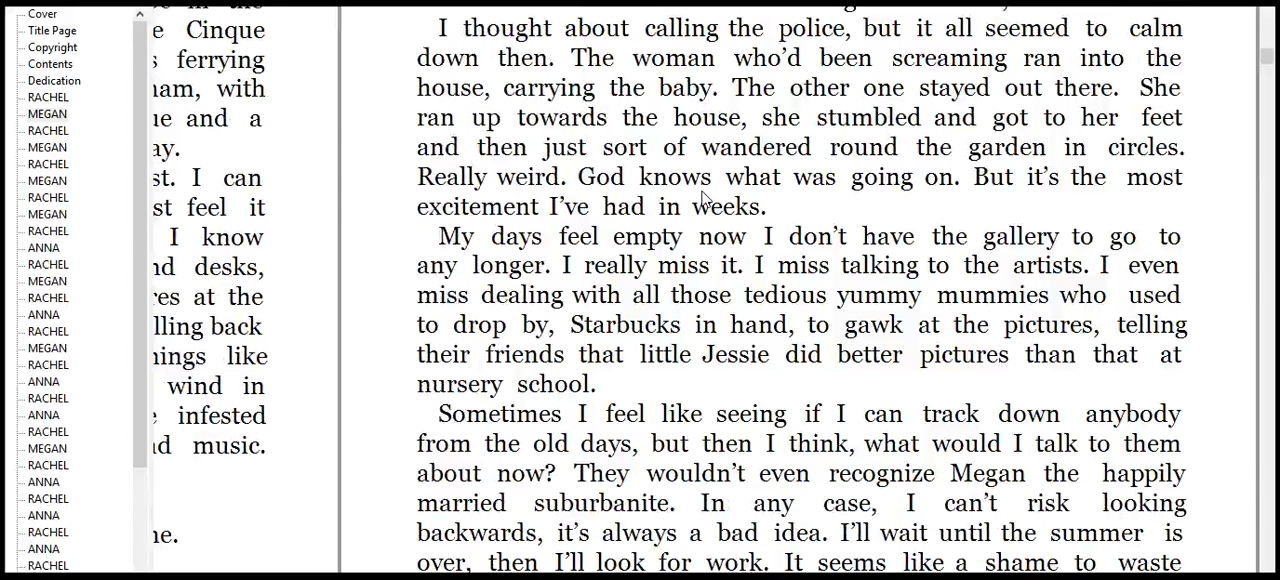 Cover
Title Page
Copyright
Contents
Dedication
RACHEL
MEGAN
RACHEL
MEGAN
RACHEL
MEGAN
RACHEL
MEGAN
RACHEL
ANNA
RACHEL
MEGAN
RACHEL
ANNA
RACHEL
MEGAN
RACHEL
ANNA
RACHEL
ANNA
RACHEL
MEGAN
RACHEL
ANNA
RACHEL
ANNA
RACHEL
ANNA
RACHEL
e Cinque
ferrying
with
ue and a
ay.
st. I can
st feel it
I know
nd desks,
res at the
lling back
nings like
wind in
infested
nd music.
ne.
I thought about calling the police, but it all seemed to calm
down then. The woman who’d been screaming ran into the
house, carrying the baby. The other one stayed out there. She
ran up towards the house, she stumbled and got to her feet
and then just sort of wandered round the garden in circles.
Really weird. God knows what was going on. But it’s the most
excitement I’ve had in weeks.
My days feel empty now I don’t have the gallery to go to
any longer. I really miss it. I miss talking to the artists. I even
miss dealing with all those tedious yummy mummies who used
to drop by, Starbucks in hand, to gawk at the pictures, telling
their friends that little Jessie did better pictures than that at
nursery school.
Sometimes I feel like seeing if I can track down anybody
from the old days, but then I think, what would I talk to them
about now? They wouldn’t even recognize Megan the happily
married suburbanite. In any case, I can’t risk looking
backwards, it’s always a bad idea. I’ll wait until the summer is
over, then I’ll look for work. It seems like a shame to waste